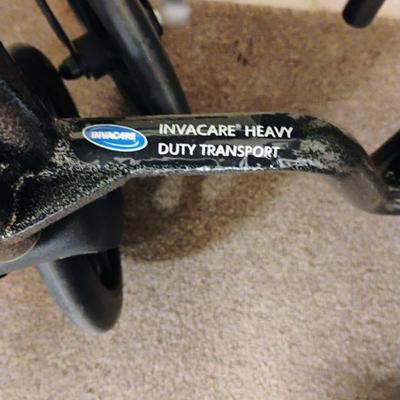 INVACARE
INVACARE® HEAVY
DUTY TRANSPORT